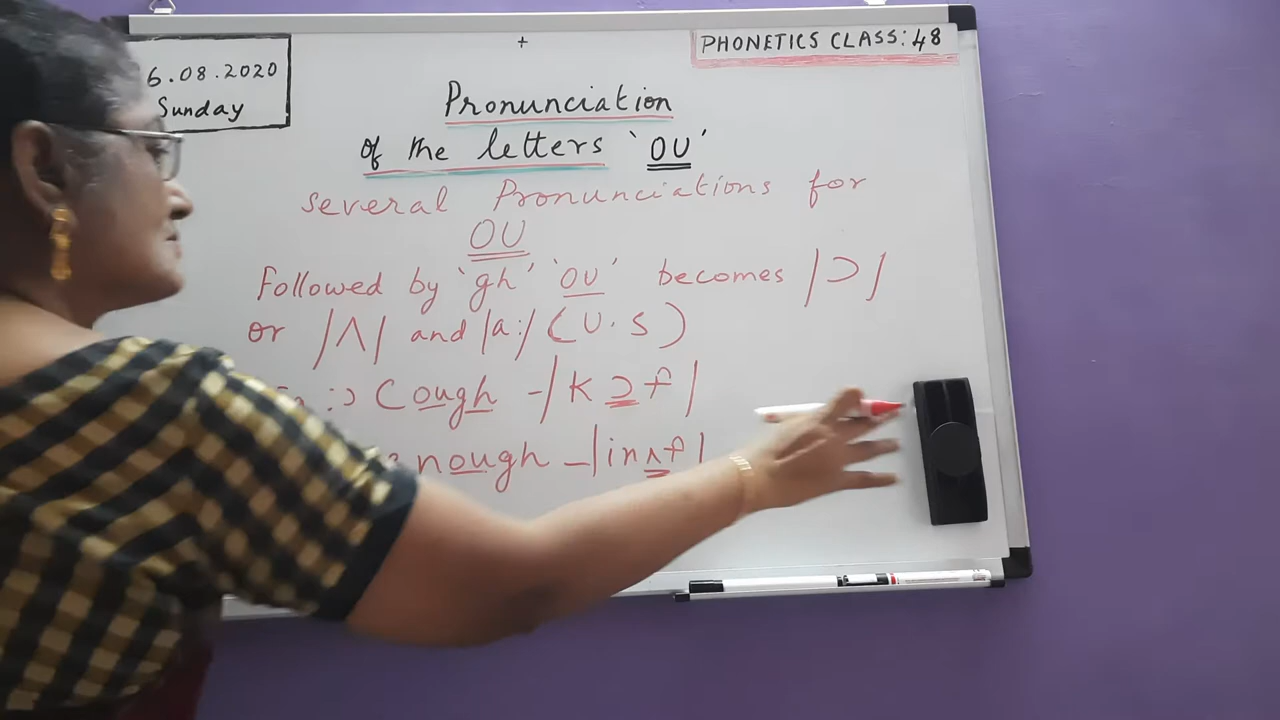 6.08.2020
Sunday
PHONETICS CLASS: 48
Pronunciation
of the letters 'OU'
several Pronunciations for
OU
Followed by 'gh' 'ou' becomes /Ɔ/
or /Λ/ and /a:/ (U.S)
Cough - /kɔf/
nough - /inʌf/